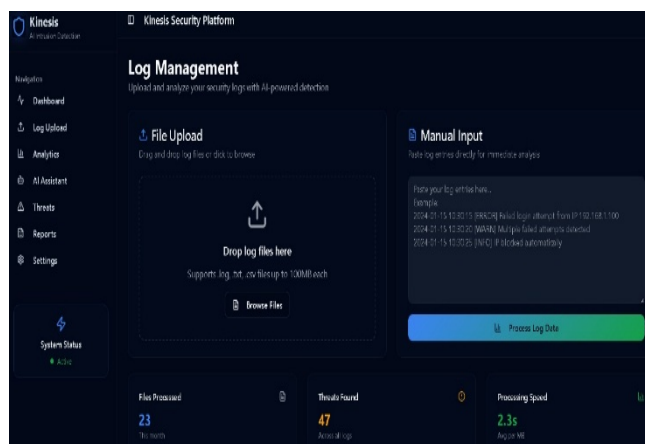 Kinesis
AI Intrusion Detection
Kinesis Security Platform
Navigation
Dashboard
Log Upload
Analytics
AI Assistant
Threats
Reports
Settings
System Status
Active
Log Management
Upload and analyze your security logs with AI-powered detection
File Upload
Drag and drop log files or click to browse
Drop log files here
Supports .log, .txt, .csv files up to 100MB each
Browse Files
Manual Input
Paste log entries directly for immediate analysis
Paste your log entries here...
Example:
2024-01-15 10:30:15 [ERROR] Failed login attempt from IP 192.168.1.100
2024-01-15 10:30:20 [WARN] Multiple failed attempts detected
2024-01-15 10:30:25 [INFO] IP blocked automatically
Process Log Data
Files Processed
23
This month
Threats Found
47
Across all logs
Processing Speed
2.3s
Avg per MB